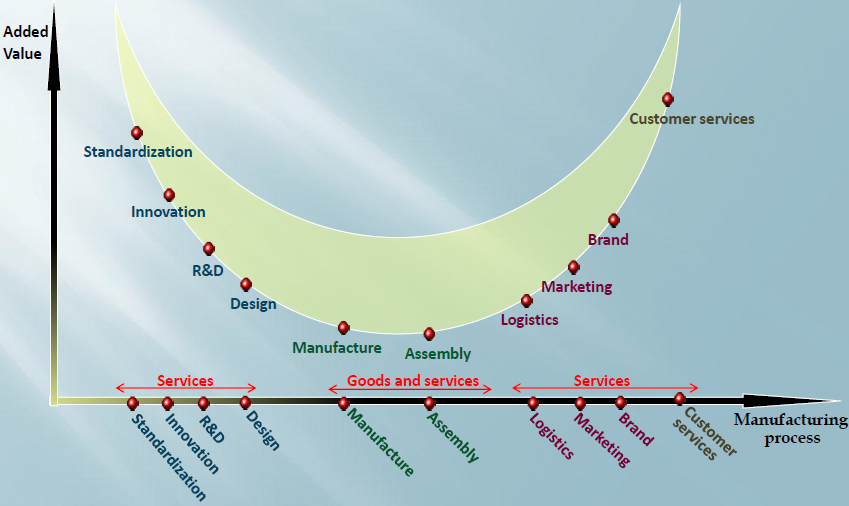 Added
Value
Customer services
Standardization
Innovation
Brand
R&D
Marketing
Design
Logistics
Manufacture
Assembly
Services
Goods and services
Services
Standardization
Innovation
R&D
Design
Manufacture
Assembly
Logistics
Marketing
Brand
Customer
services
Manufacturing
process